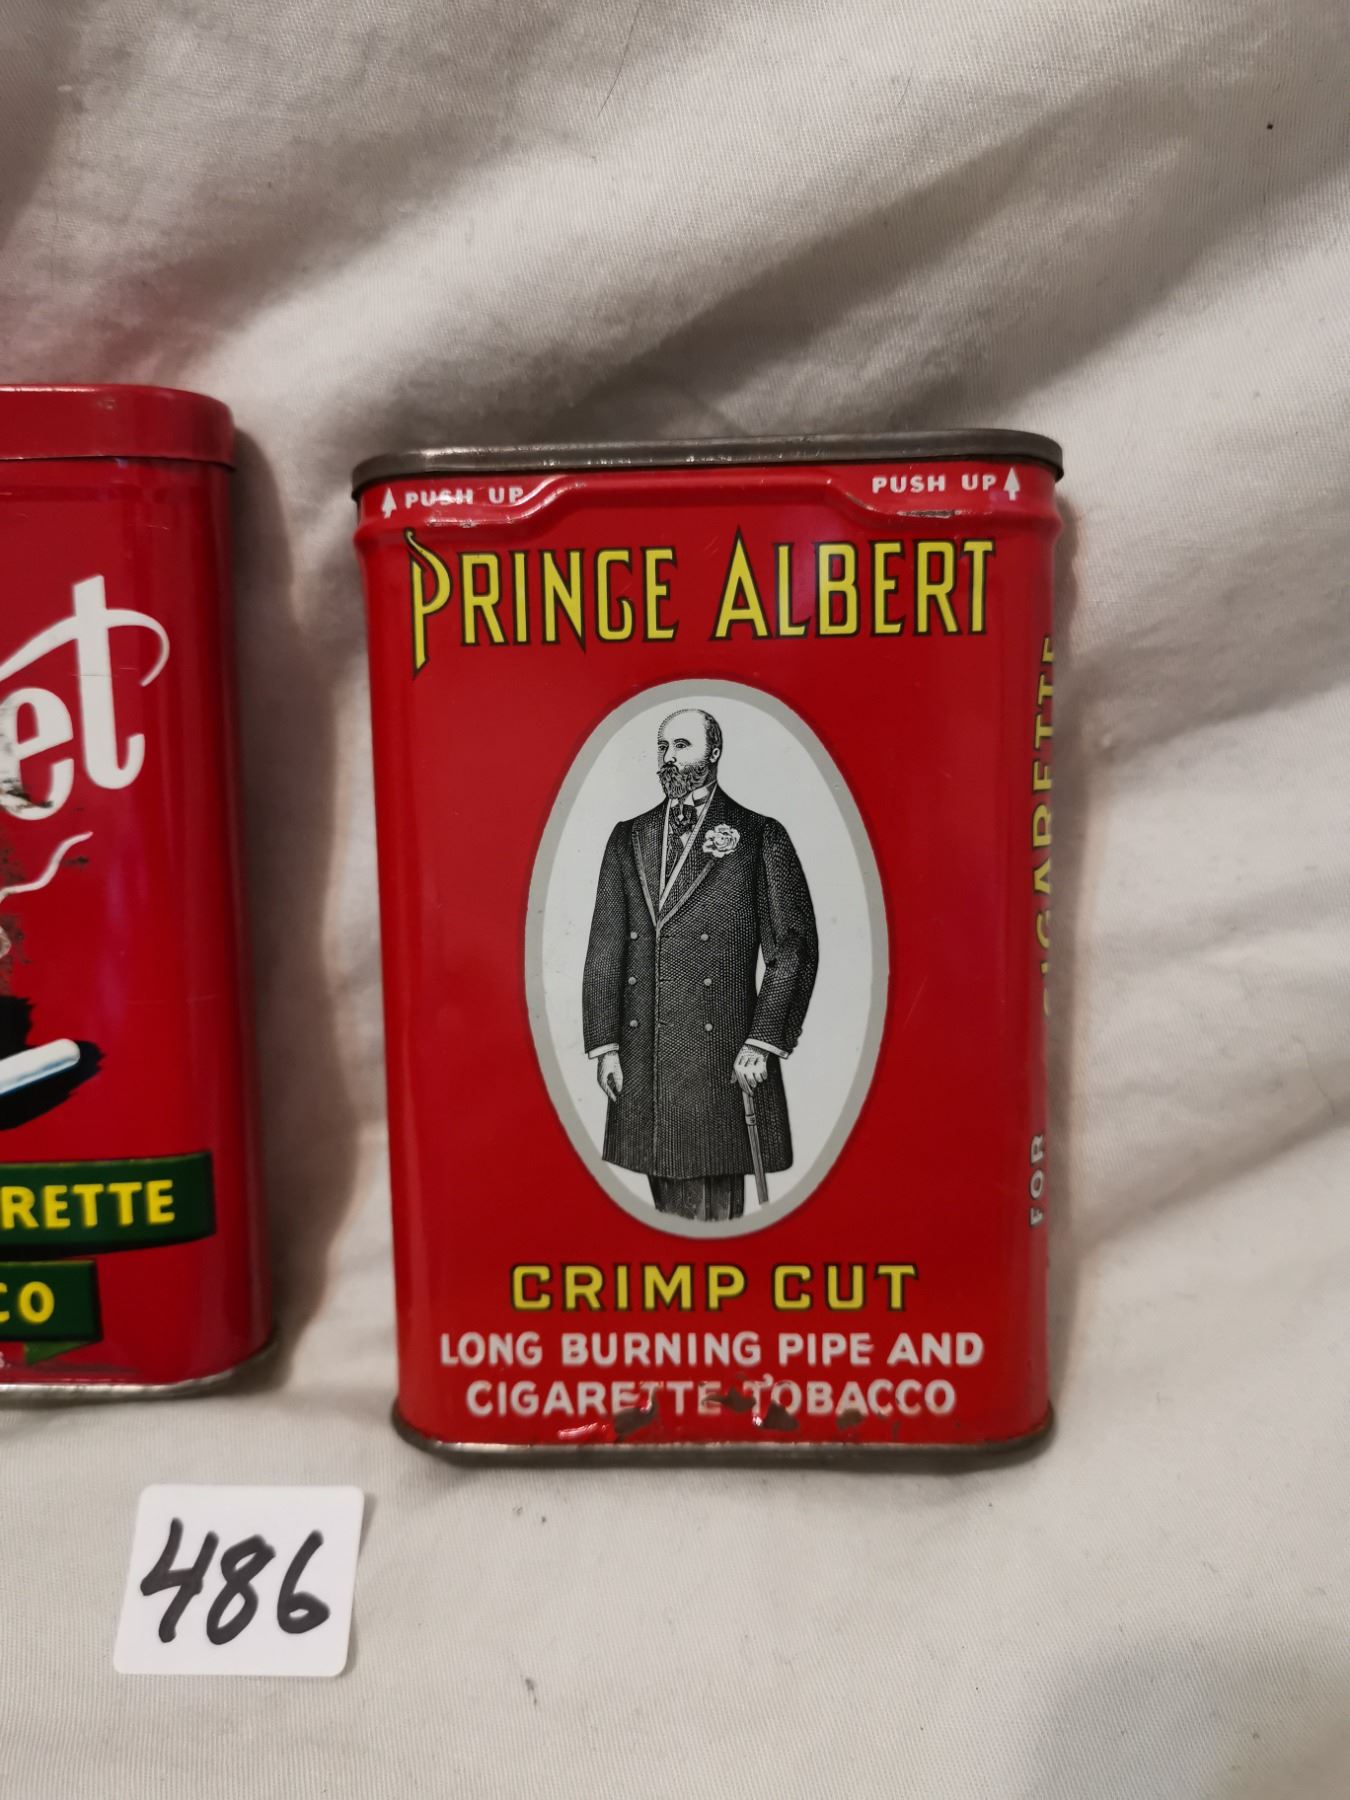 PUSH UP
PUSH UP
PRINCE ALBERT
et
RETTE
CO
CRIMP CUT
LONG BURNING PIPE AND
CIGARETTE TOBACCO
FOR CIGARETTE
486